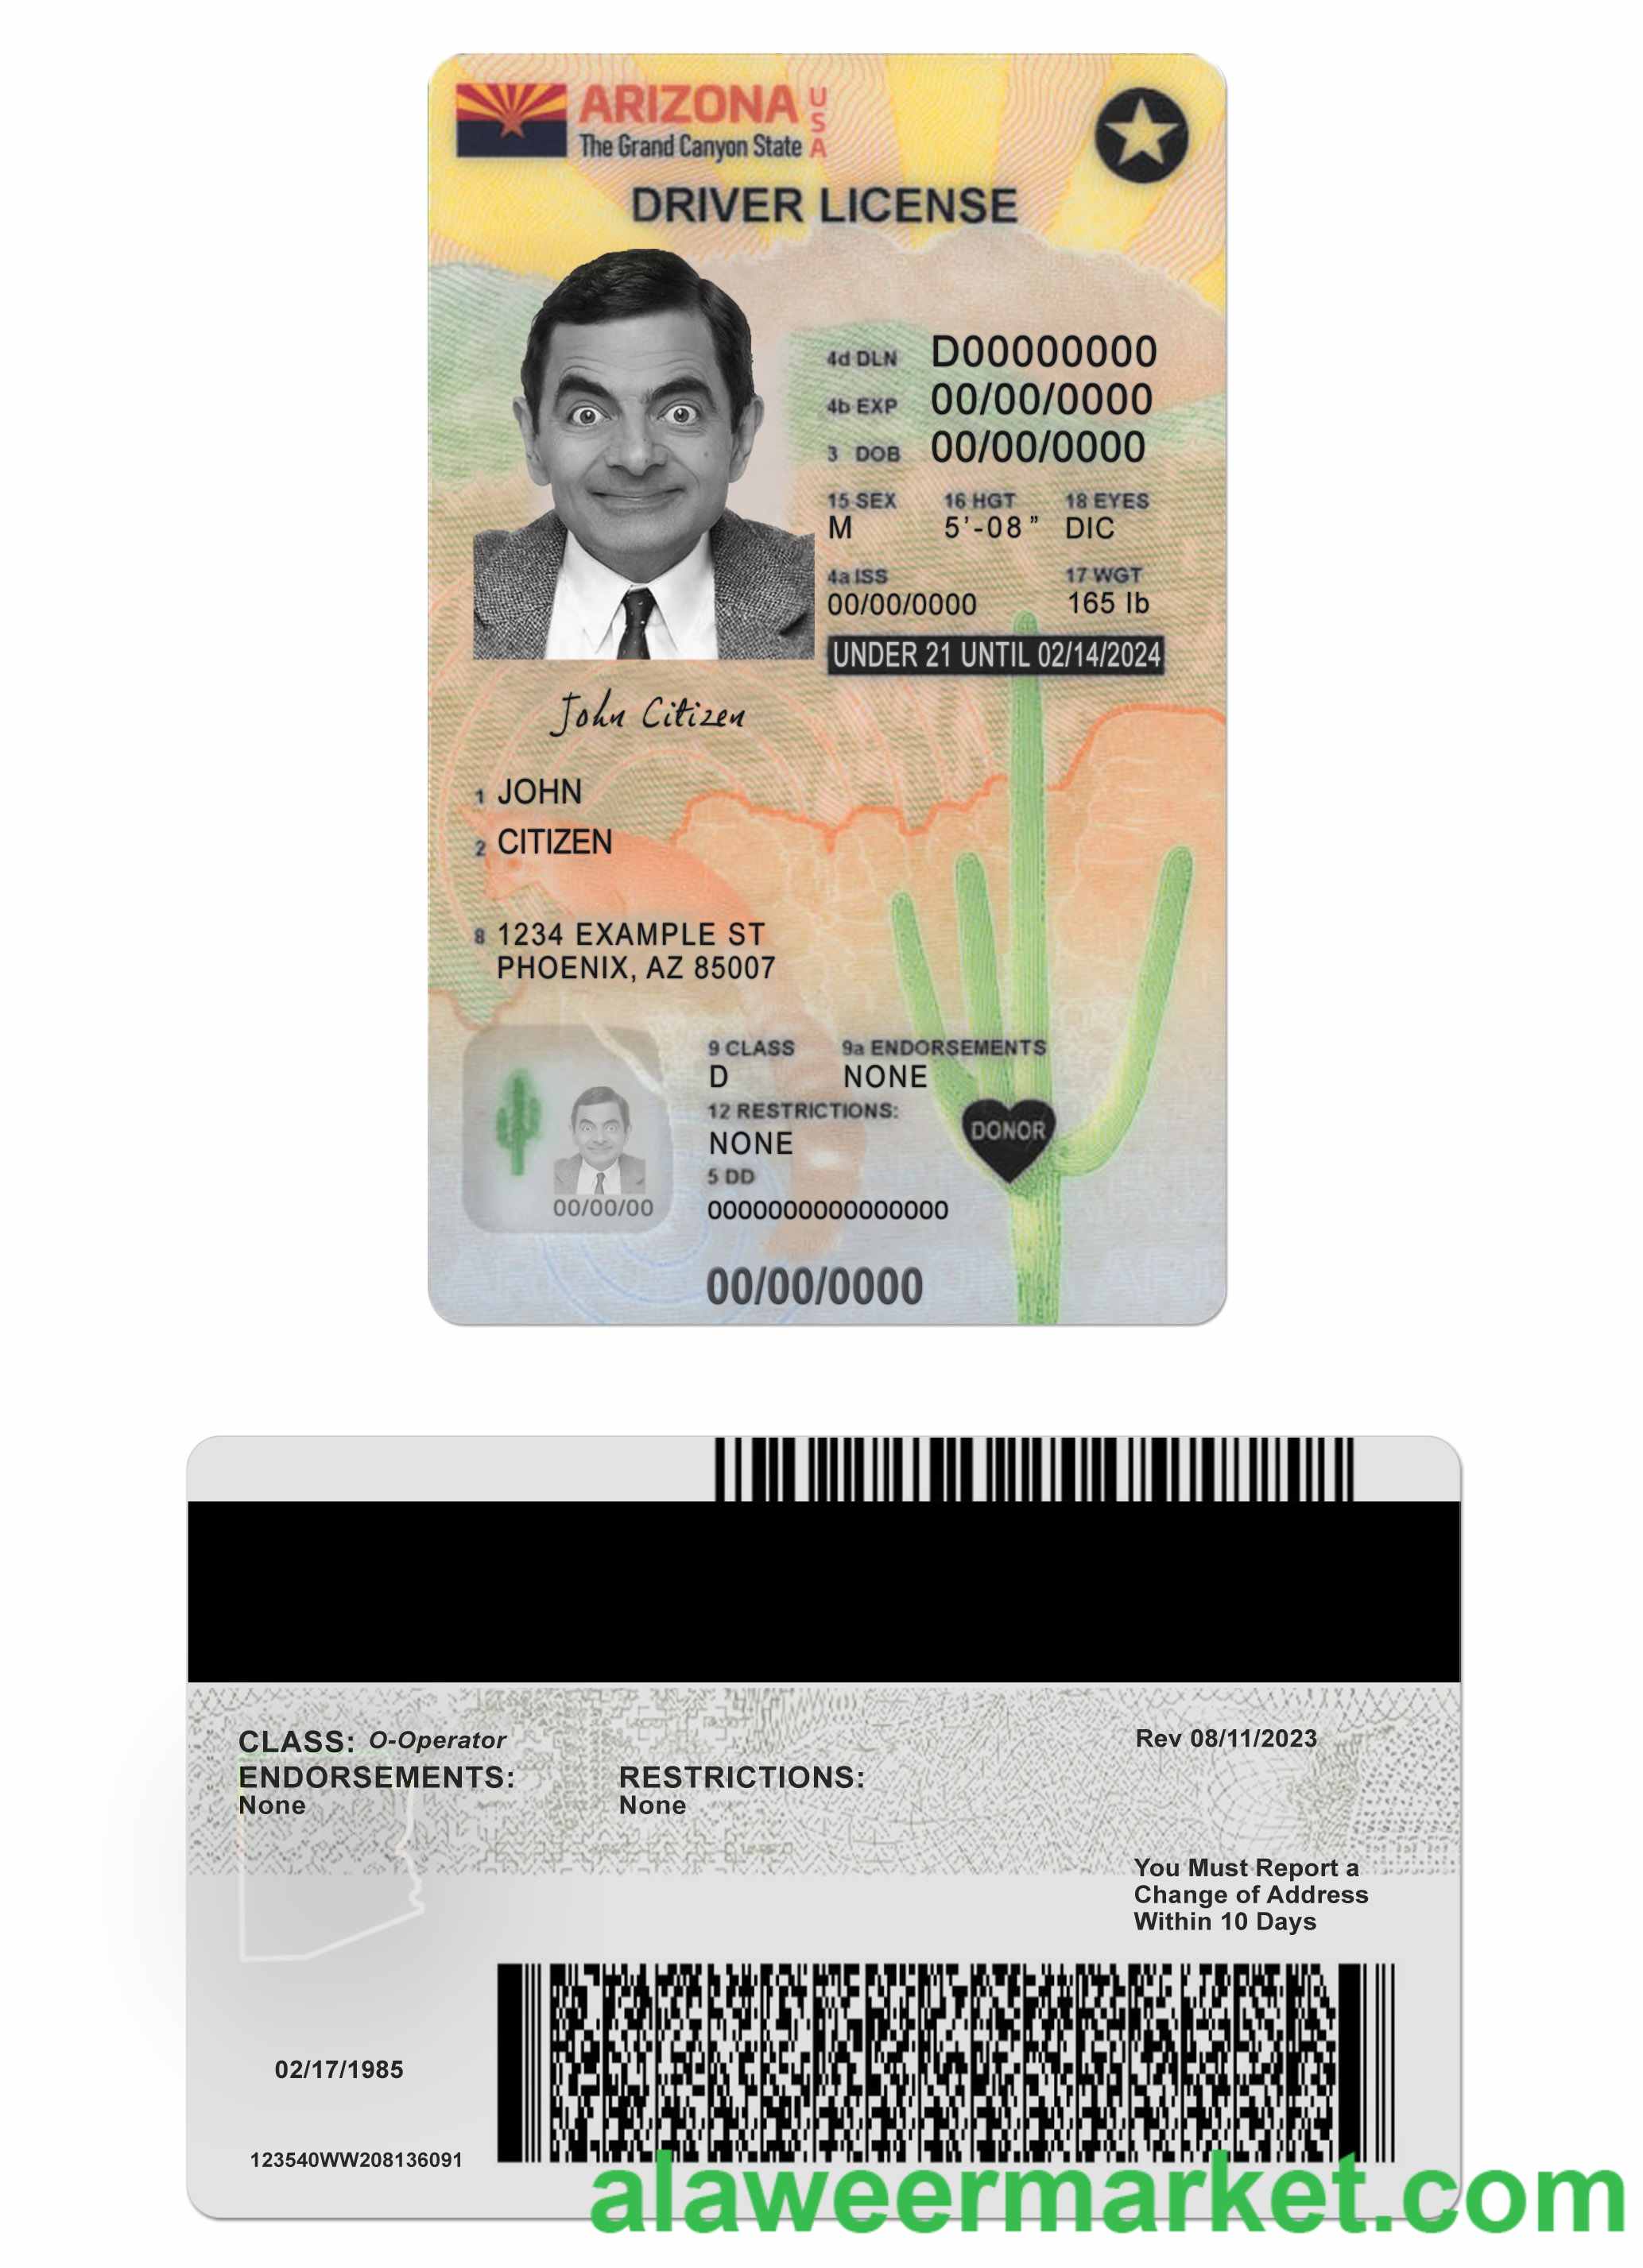 ARIZONA USA
The Grand Canyon State
DRIVER LICENSE
4d DLN D00000000
4b EXP 00/00/0000
3 DOB 00/00/0000
15 SEX 16 HGT 18 EYES
M 5'-08" DIC
4a ISS 17 WGT
00/00/0000 165 lb
UNDER 21 UNTIL 02/14/2024
John Citizen
1 JOHN
2 CITIZEN
8 1234 EXAMPLE ST
PHOENIX, AZ 85007
9 CLASS 9a ENDORSEMENTS
D NONE
12 RESTRICTIONS:
NONE
DONOR
5 DD
0000000000000000
00/00/00
00/00/0000
CLASS: O-Operator
Rev 08/11/2023
ENDORSEMENTS: RESTRICTIONS:
None None
You Must Report a
Change of Address
Within 10 Days
02/17/1985
123540WW208136091
alaweermarket.com